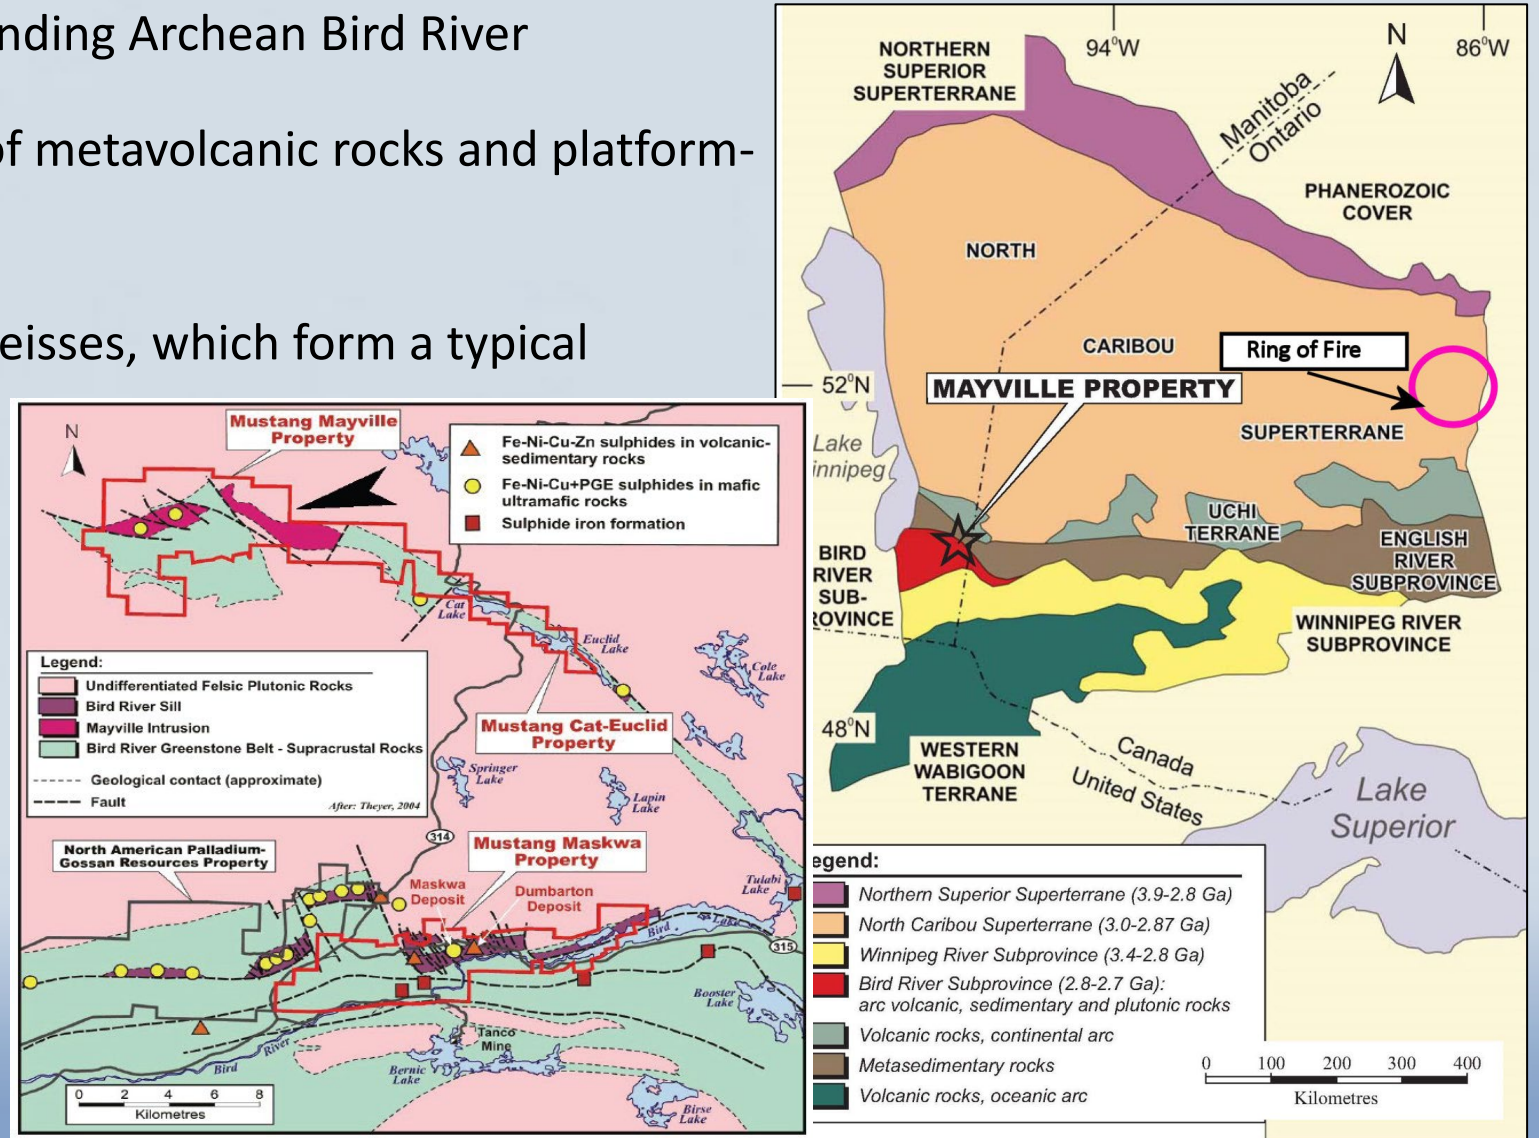 nding Archean Bird River
of metavolcanic rocks and platform-
eisses, which form a typical
N
Mustang Mayville
Property
Fe-Ni-Cu-Zn sulphides in volcanic-
sedimentary rocks
Fe-Ni-Cu+PGE sulphides in mafic
ultramafic rocks
Sulphide iron formation
Cat
Lake
Euclid
Lake
Cole
Lake
Legend:
Undifferentiated Felsic Plutonic Rocks
Bird River Sill
Mayville Intrusion
Bird River Greenstone Belt - Supracrustal Rocks
Geological contact (approximate)
Fault
After: Theyer, 2004
Mustang Cat-Euclid
Property
Springer
Lake
Lapin
Lake
314
North American Palladium-
Gossan Resources Property
Mustang Maskwa
Property
Maskwa
Deposit
Dumbarton
Deposit
Tulabi
Lake
Bird
Lake
315
Booster
Lake
Tanco
Mine
River
Bird
Bernic
Lake
Birse
Lake
0 2 4 6 8
Kilometres
NORTHERN
SUPERIOR
SUPERTERRANE
94°W
N
86°W
Manitoba
Ontario
PHANEROZOIC
COVER
NORTH
CARIBOU
Ring of Fire
52°N
MAYVILLE PROPERTY
SUPERTERRANE
Lake
innipeg
UCHI
TERRANE
ENGLISH
RIVER
SUBPROVINCE
BIRD
RIVER
SUB-
ROVINCE
WINNIPEG RIVER
SUBPROVINCE
48°N
WESTERN
WABIGOON
TERRANE
Canada
United States
Lake
Superior
egend:
Northern Superior Superterrane (3.9-2.8 Ga)
North Caribou Superterrane (3.0-2.87 Ga)
Winnipeg River Subprovince (3.4-2.8 Ga)
Bird River Subprovince (2.8-2.7 Ga):
arc volcanic, sedimentary and plutonic rocks
Volcanic rocks, continental arc
Metasedimentary rocks
Volcanic rocks, oceanic arc
0 100 200 300 400
Kilometres